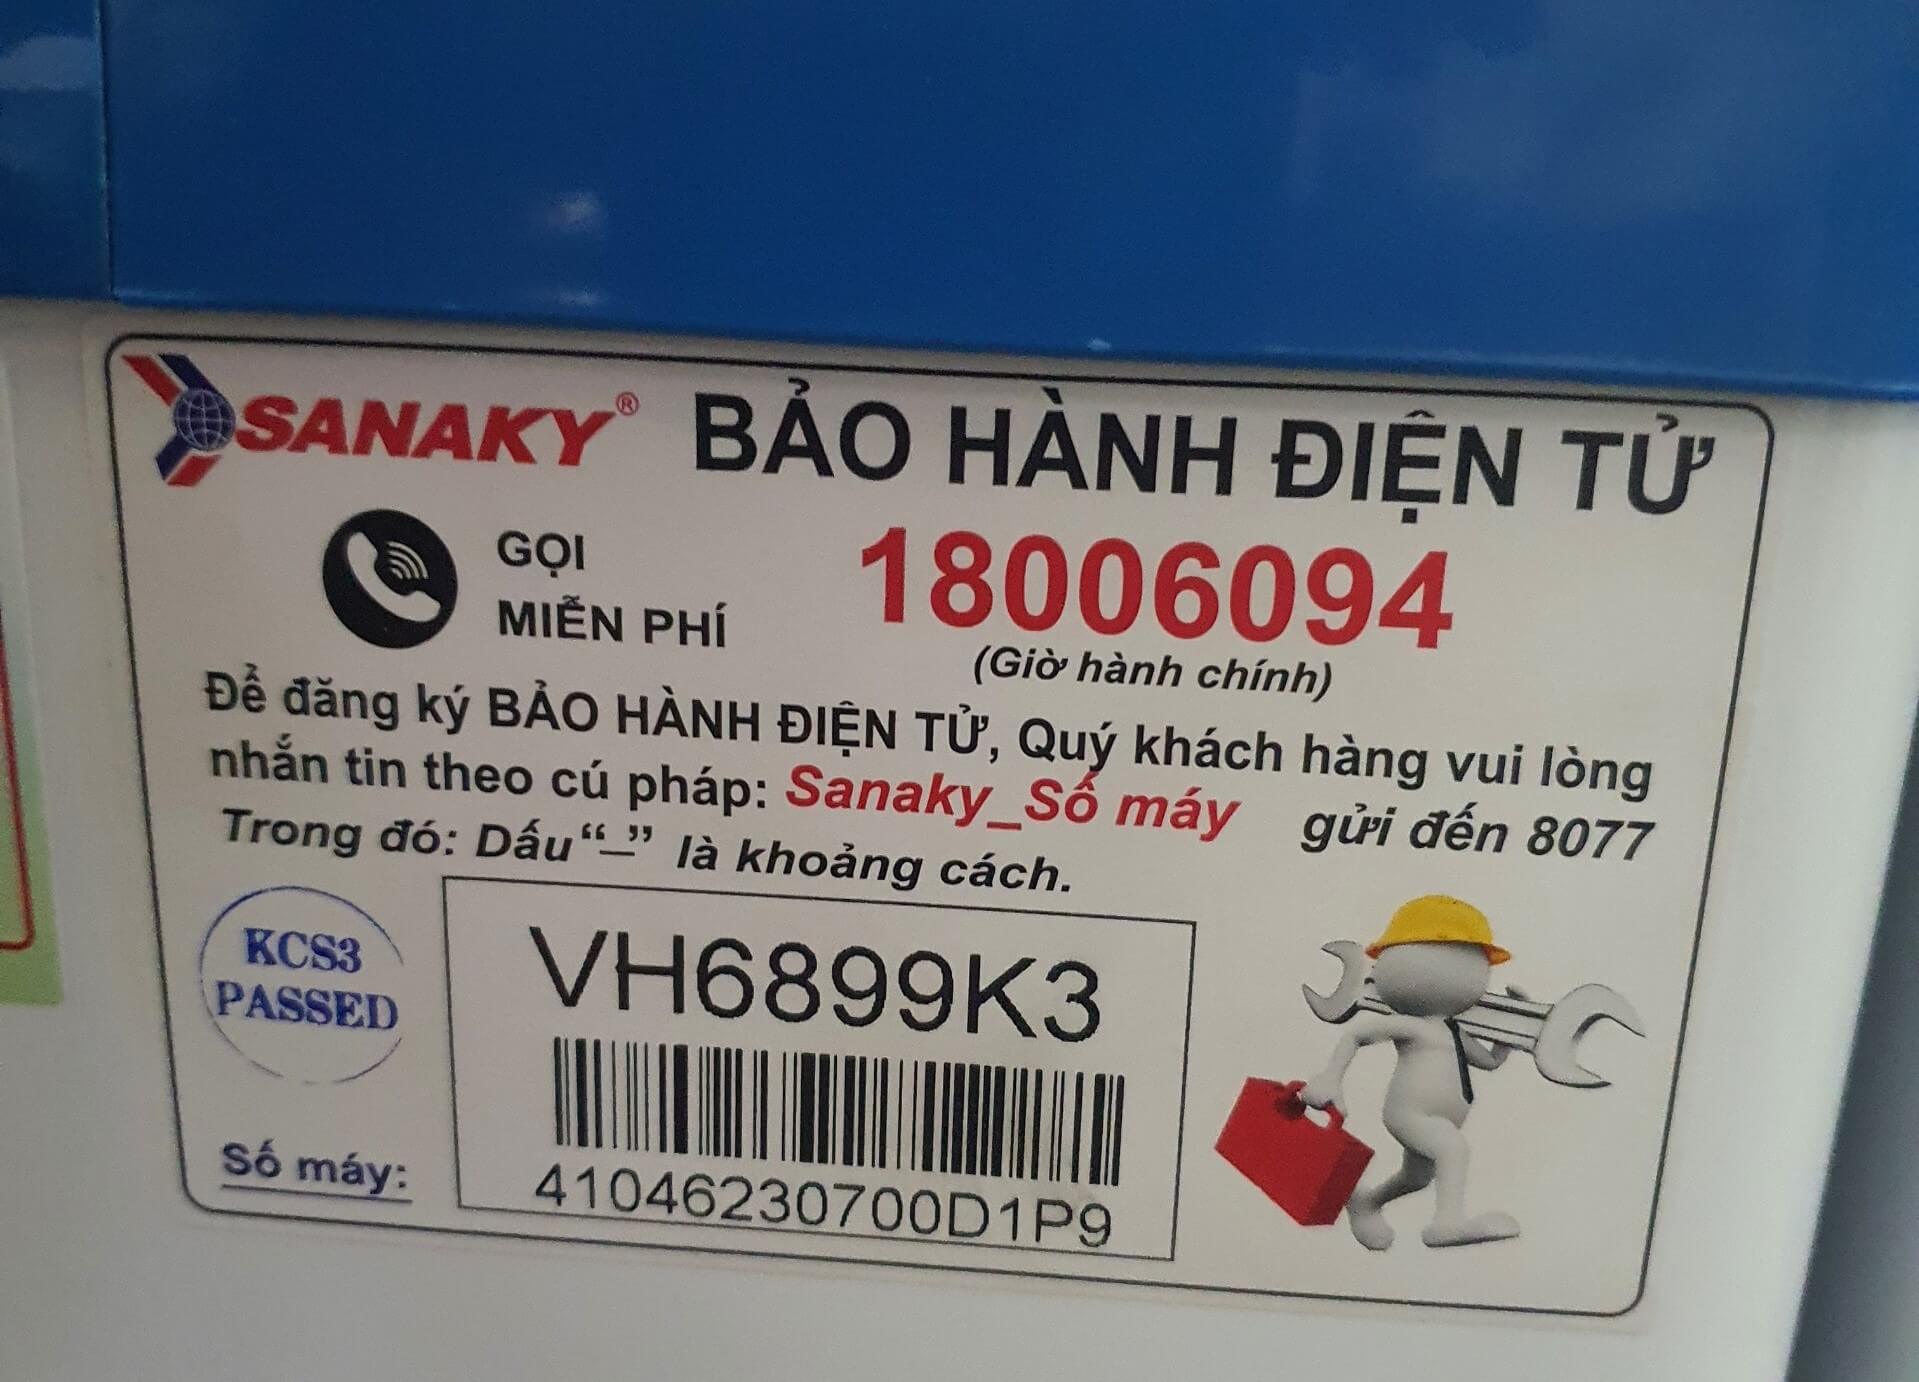 SANAKY® BẢO HÀNH ĐIỆN TỬ
GỌI
MIỄN PHÍ
18006094
(Giờ hành chính)
Để đăng ký BẢO HÀNH ĐIỆN TỬ, Quý khách hàng vui lòng
nhắn tin theo cú pháp: Sanaky_Số máy gửi đến 8077
Trong đó: Dấu “_” là khoảng cách.
KCS3
PASSED
VH6899K3
Số máy:
41046230700D1P9